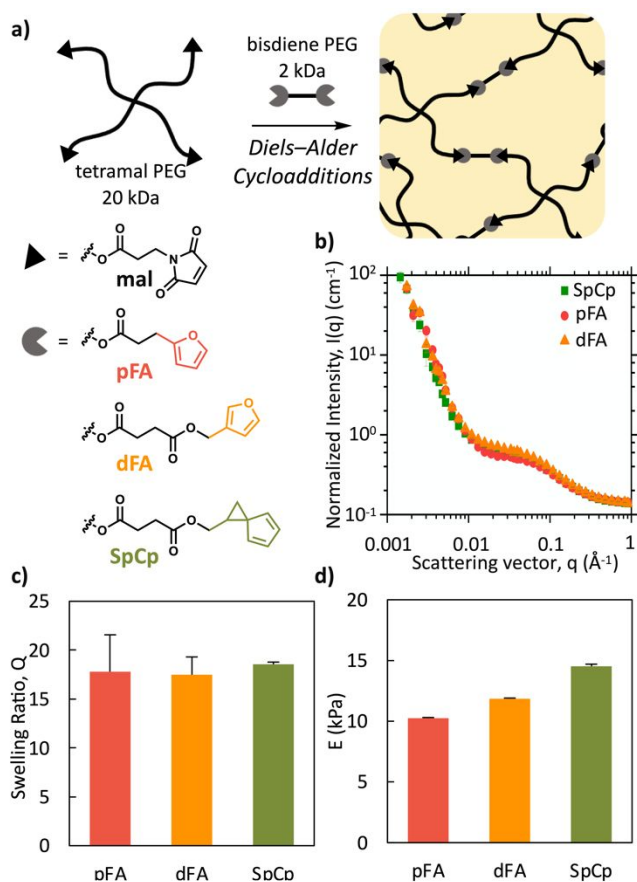 a)
bisdiene PEG
2 kDa
Diels–Alder
Cycloadditions
tetramal PEG
20 kDa
=
O
O
N
O
O
mal
=
O
O
O
pFA
O
O
O
O
O
dFA
O
O
O
O
SpCp
b)
Normalized Intensity, I(q) (cm⁻¹)
10²
10¹
10⁰
10⁻¹
SpCp
pFA
dFA
0.001 0.01 0.1 1
Scattering vector, q (Å⁻¹)
c)
Swelling Ratio, Q
25
20
15
10
5
0
pFA dFA SpCp
d)
E (kPa)
20
15
10
5
0
pFA dFA SpCp